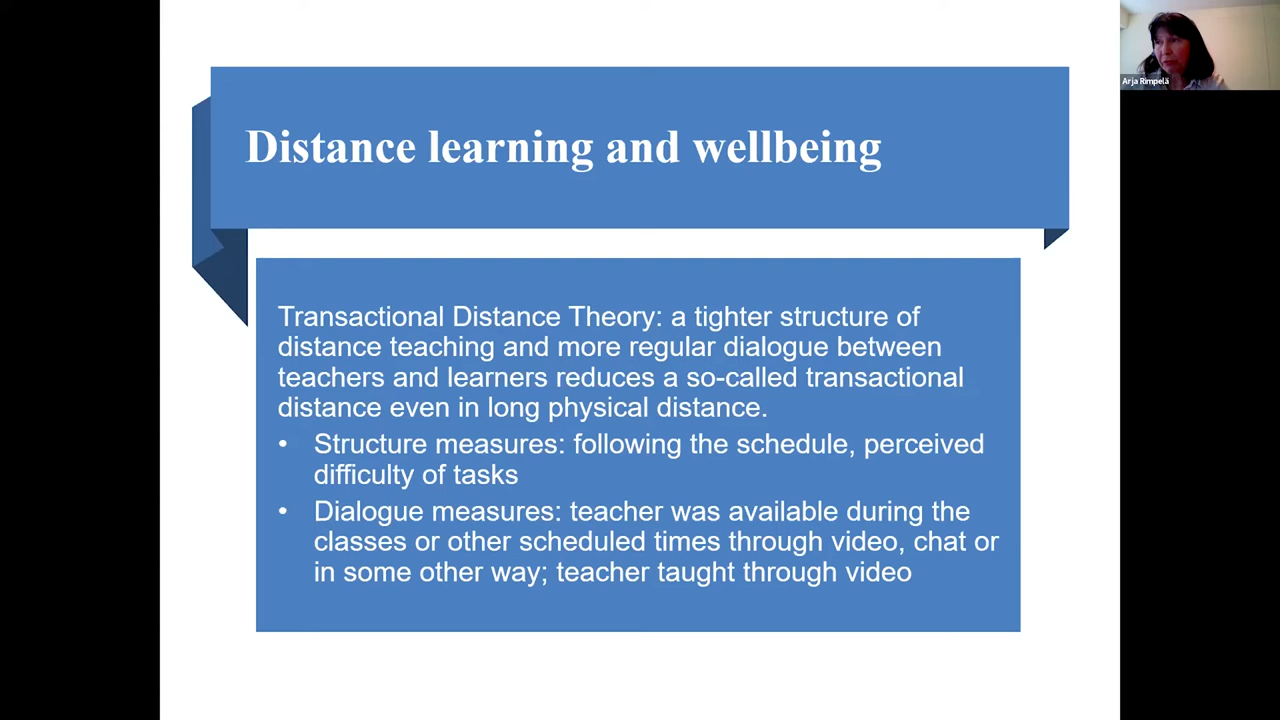 Distance learning and wellbeing
Arja Rimpelä
Transactional Distance Theory: a tighter structure of
distance teaching and more regular dialogue between
teachers and learners reduces a so-called transactional
distance even in long physical distance.
• Structure measures: following the schedule, perceived
difficulty of tasks
• Dialogue measures: teacher was available during the
classes or other scheduled times through video, chat or
in some other way; teacher taught through video